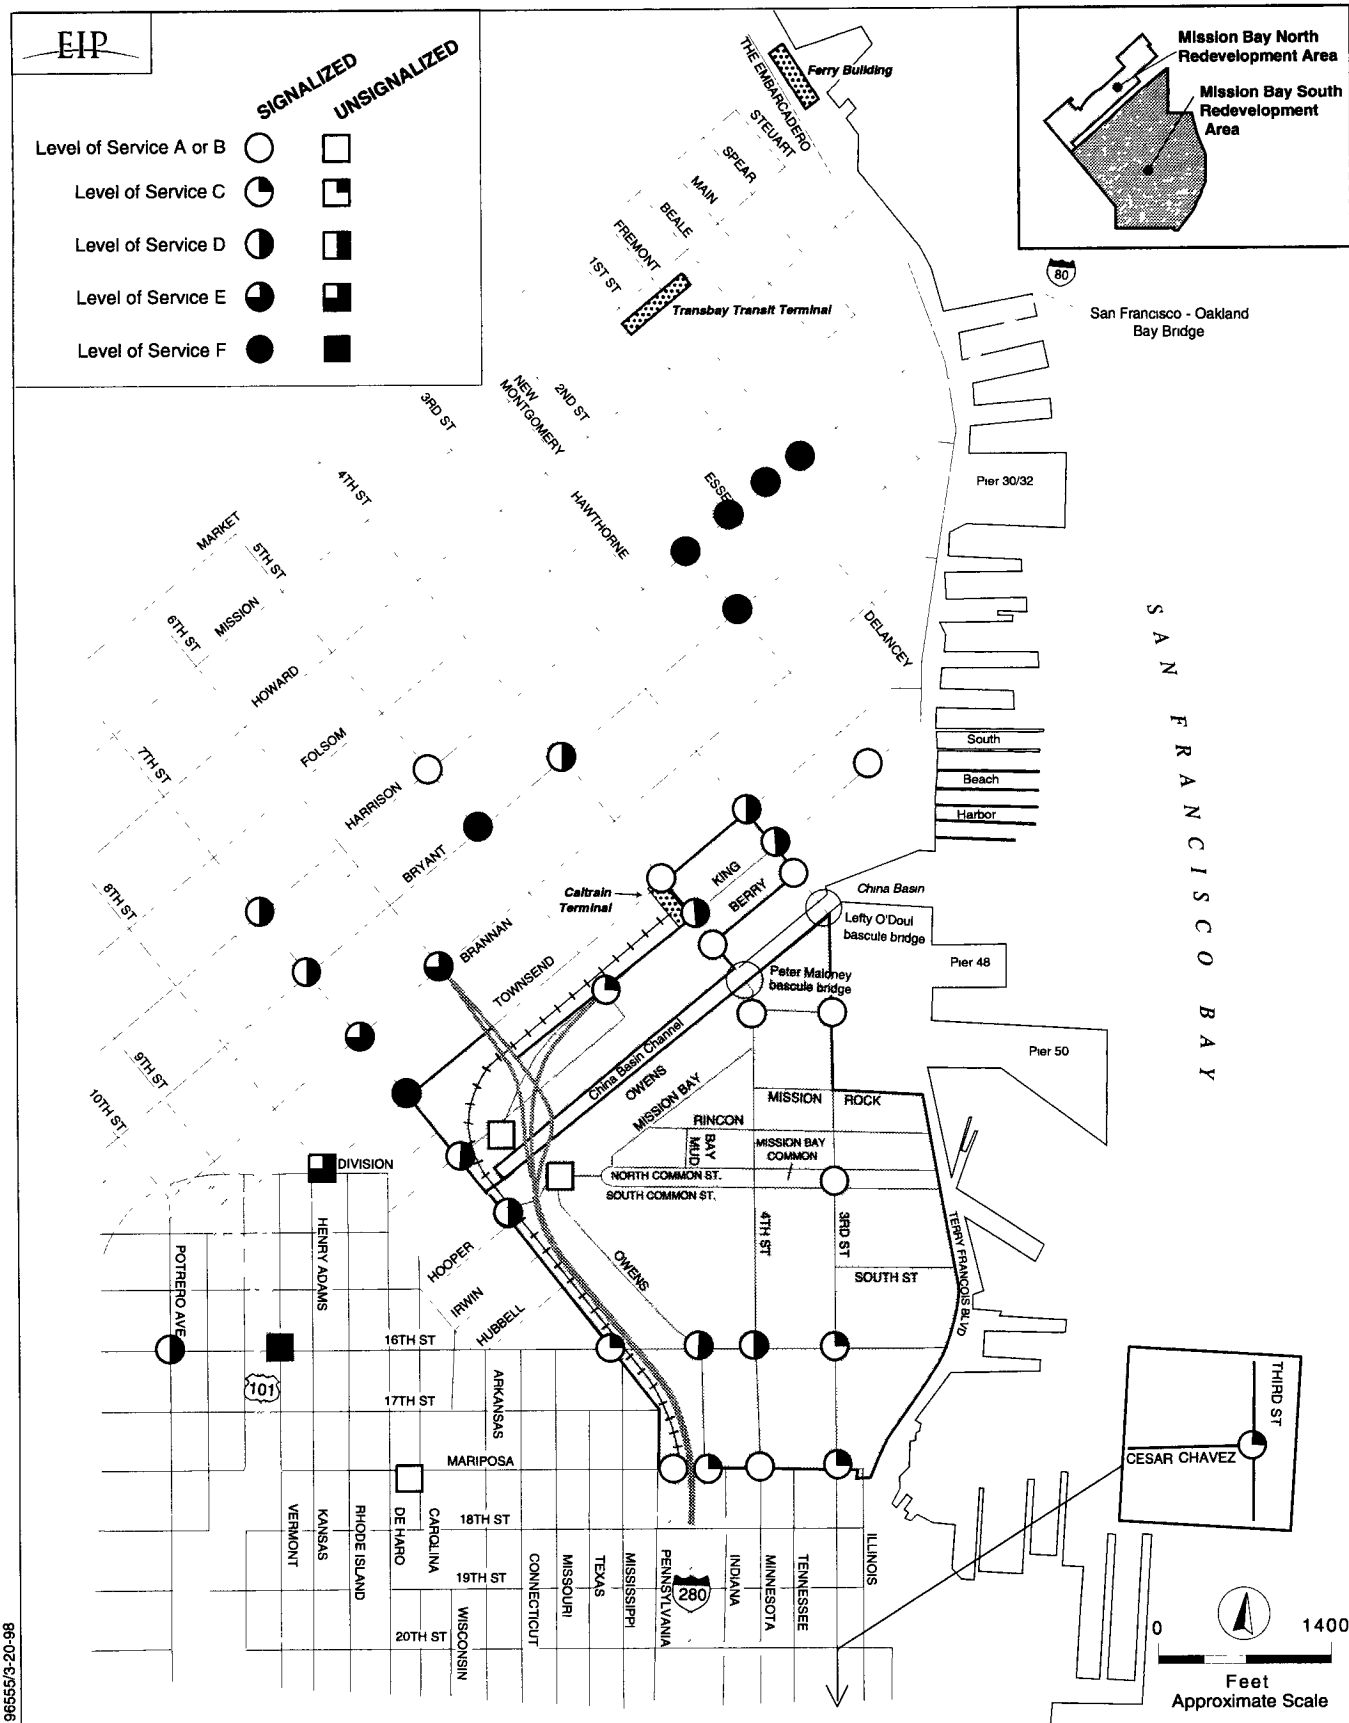 EIP
SIGNALIZED
UNSIGNALIZED
Level of Service A or B
Level of Service C
Level of Service D
Level of Service E
Level of Service F
Mission Bay North
Redevelopment Area
Mission Bay South
Redevelopment
Area
80
San Francisco - Oakland
Bay Bridge
Ferry Building
THE EMBARCADERO
STEUART
SPEAR
MAIN
BEALE
FREMONT
1ST ST
Transbay Transit Terminal
NEW
MONTGOMERY
2ND ST
3RD ST
4TH ST
HAWTHORNE
MARKET
5TH ST
6TH ST
MISSION
HOWARD
FOLSOM
7TH ST
HARRISON
BRYANT
8TH ST
BRANNAN
TOWNSEND
9TH ST
10TH ST
DELANCEY
Pier 30/32
SAN FRANCISCO BAY
South
Beach
Harbor
KING
BERRY
Caltrain
Terminal
China Basin
Lefty O'Doul
bascule bridge
Peter Maloney
bascule bridge
Pier 48
Pier 50
China Basin Channel
OWENS
MISSION BAY
MISSION ROCK
RINCON
MUD BAY
MISSION BAY
COMMON
NORTH COMMON ST.
SOUTH COMMON ST.
DIVISION
HENRY ADAMS
POTRERO AVE
HOOPER
IRWIN
HUBBELL
OWENS
4TH ST
3RD ST
SOUTH ST
TERRY FRANCOIS BLVD
16TH ST
101
17TH ST
ARKANSAS
MARIPOSA
VERMONT
KANSAS
RHODE ISLAND
DE HARO
CAROLINA
18TH ST
19TH ST
20TH ST
WISCONSIN
CONNECTICUT
MISSOURI
TEXAS
MISSISSIPPI
PENNSYLVANIA
280
INDIANA
MINNESOTA
TENNESSEE
ILLINOIS
THIRD ST
CESAR CHAVEZ
0 1400
Feet
Approximate Scale
96555/3-20-98